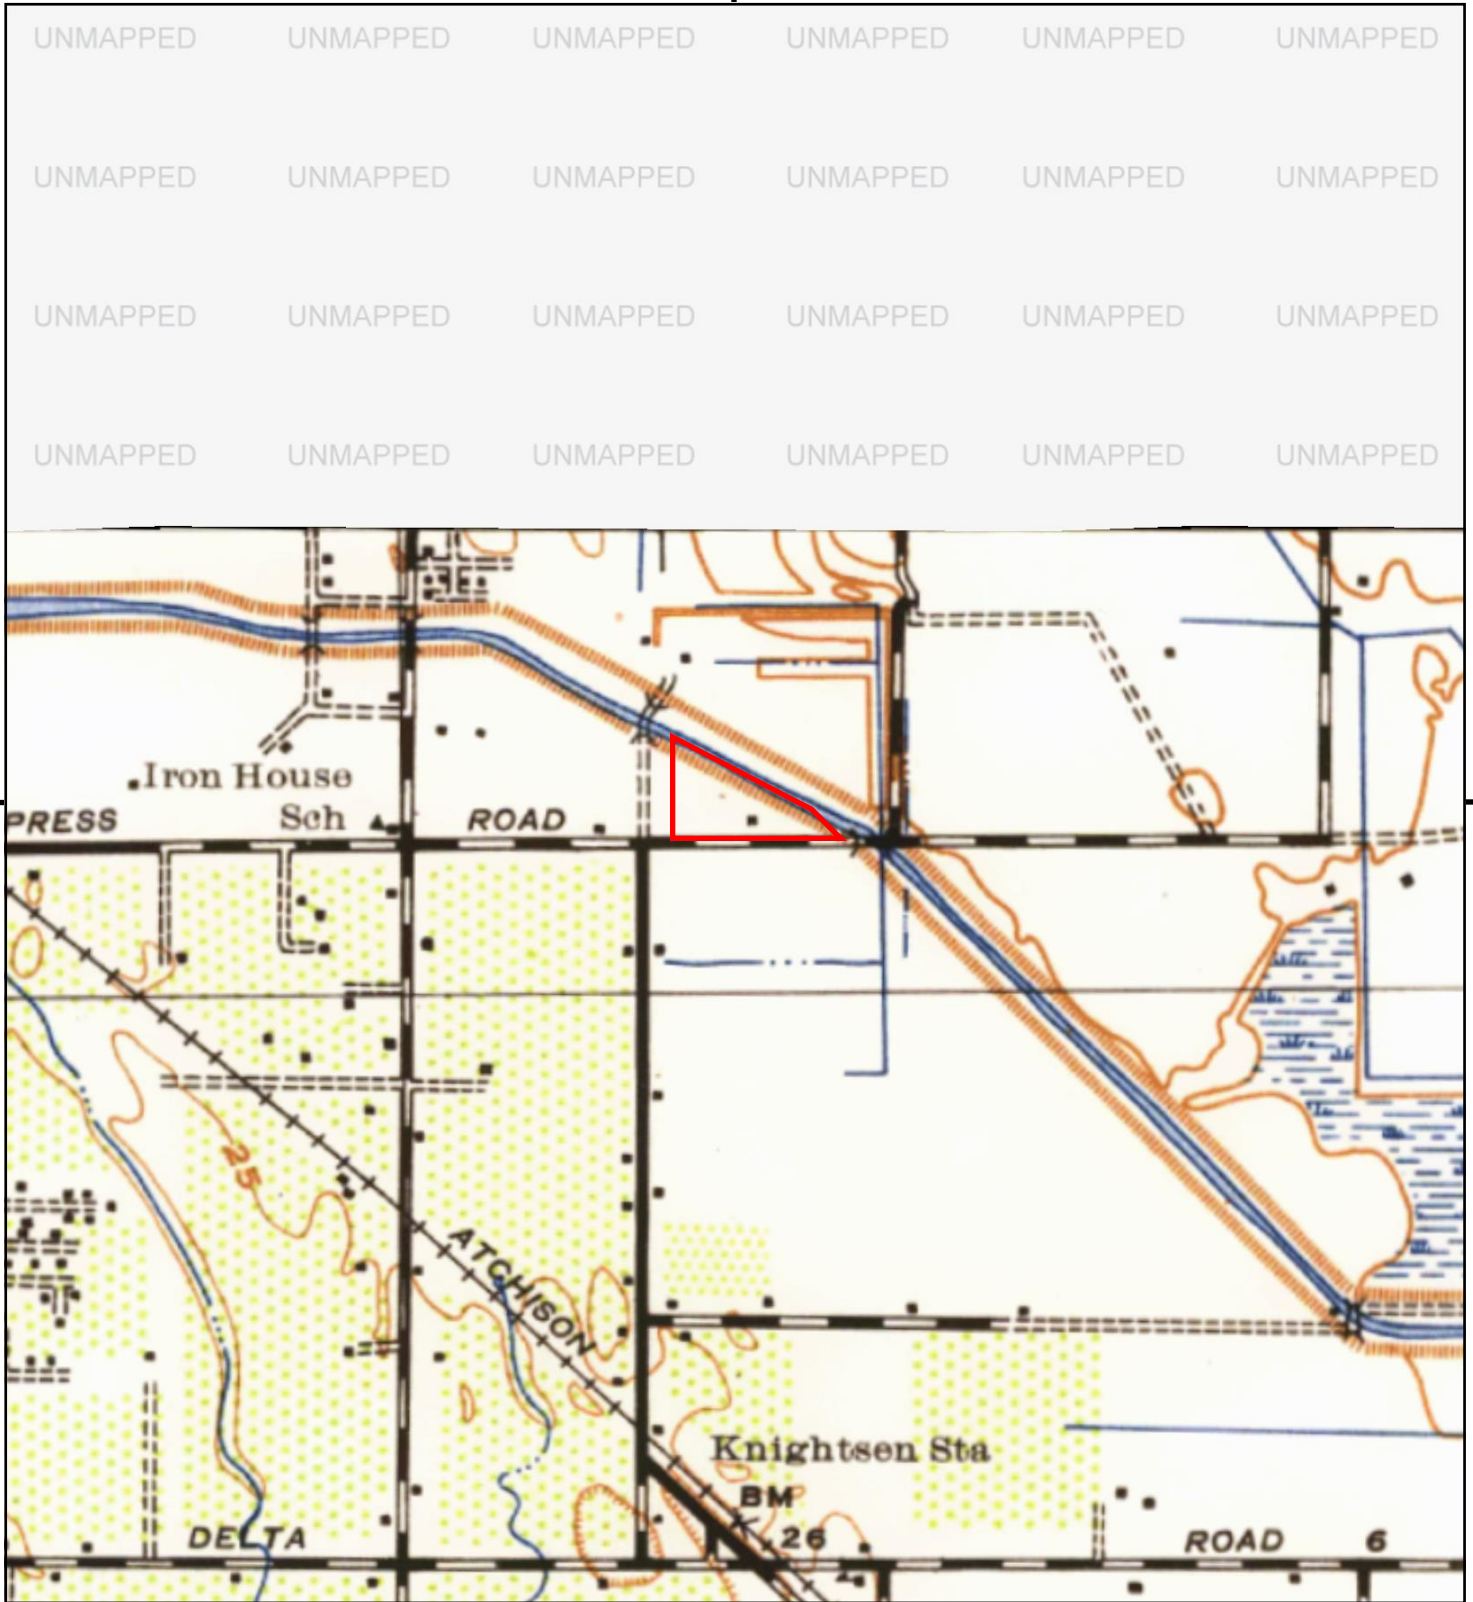 UNMAPPED UNMAPPED UNMAPPED UNMAPPED UNMAPPED UNMAPPED
UNMAPPED UNMAPPED UNMAPPED UNMAPPED UNMAPPED UNMAPPED
UNMAPPED UNMAPPED UNMAPPED UNMAPPED UNMAPPED UNMAPPED
UNMAPPED UNMAPPED UNMAPPED UNMAPPED UNMAPPED UNMAPPED
Iron House
Sch
PRESS ROAD
25
ATCHISON
Knightsen Sta
BM
26
DELTA ROAD 6